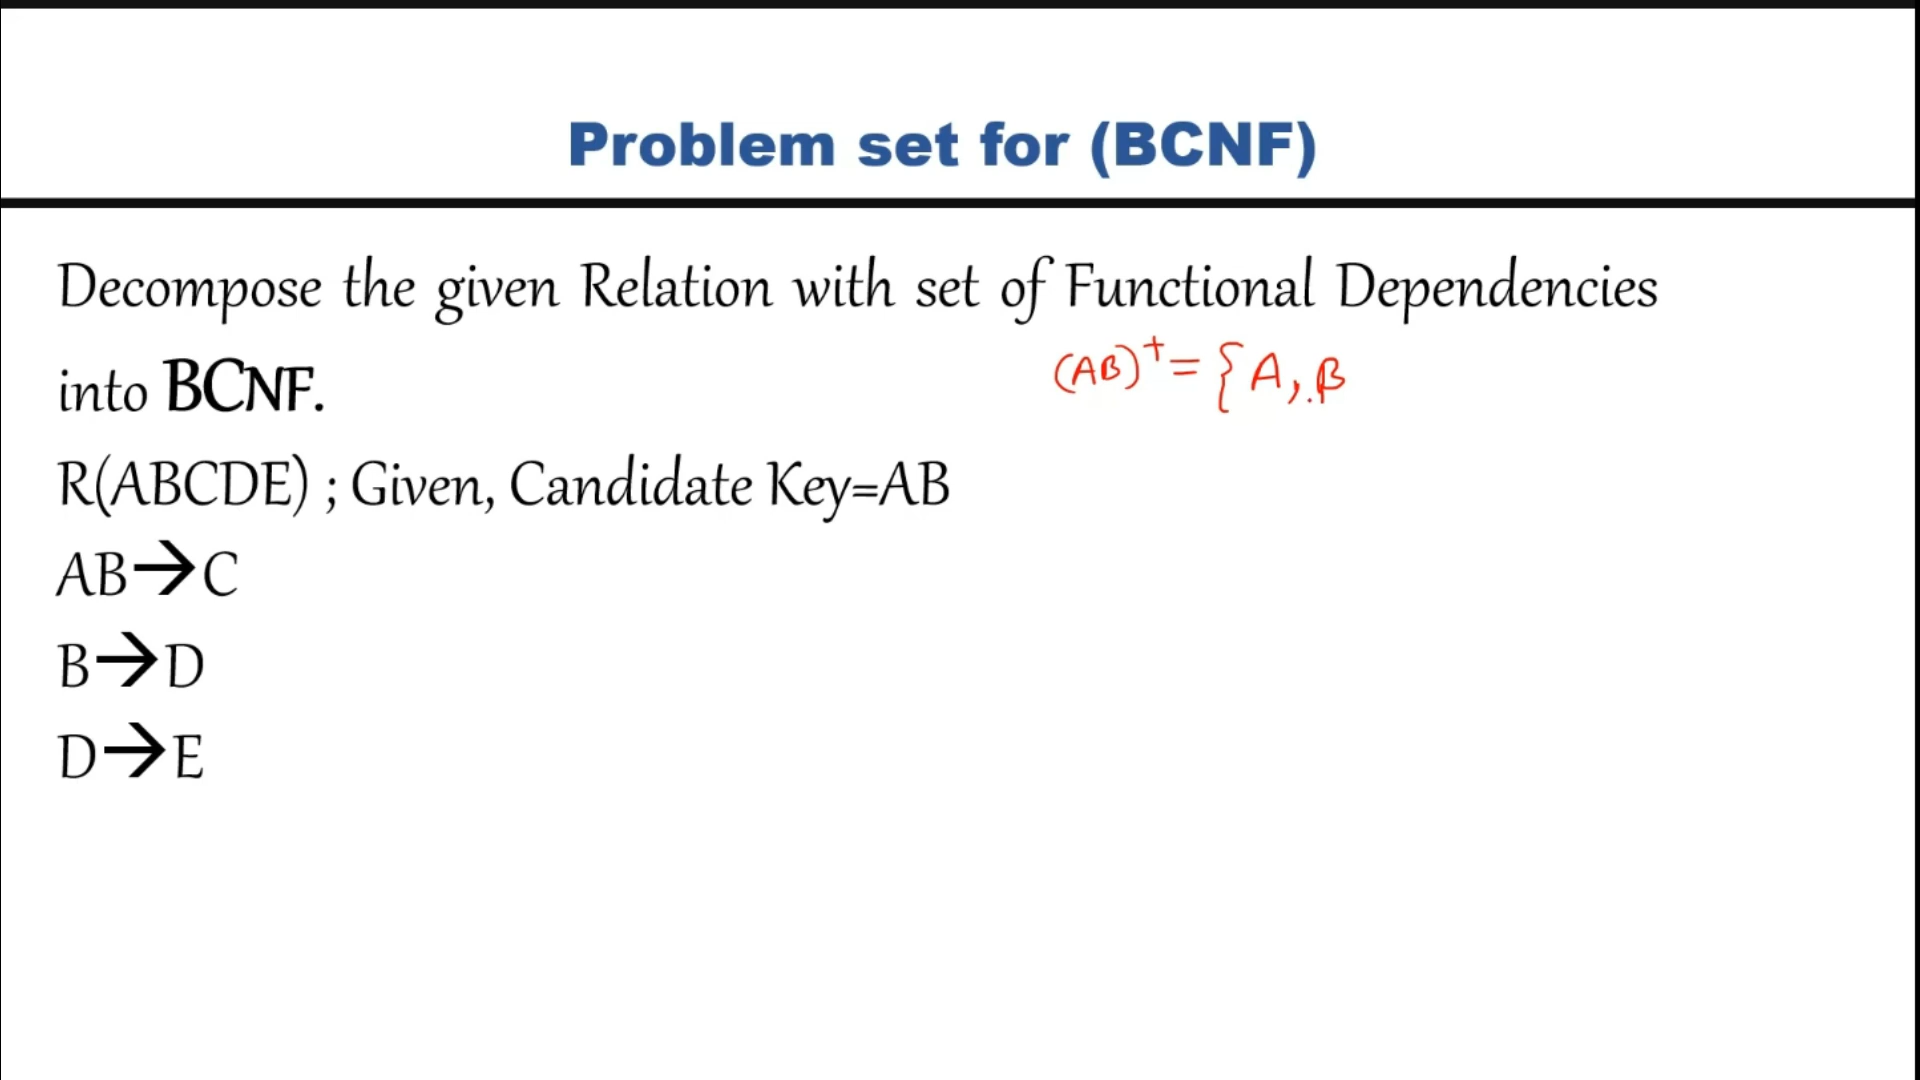 Problem set for (BCNF)
Decompose the given Relation with set of Functional Dependencies
into BCNF.
(AB)⁺ = { A, B
R(ABCDE) ; Given, Candidate Key=AB
AB→C
B→D
D→E